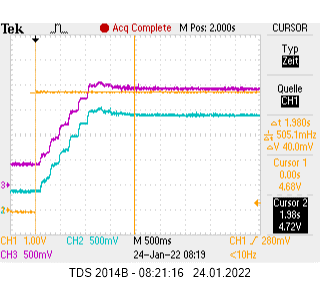 Tek Acq Complete M Pos: 2.000s CURSOR
Typ
Zeit
Quelle
CH1
Δt 1.980s
1/Δt 505.1mHz
ΔV 40.0mV
Cursor 1
0.00s
4.68V
Cursor 2
1.98s
4.72V
3
2
CH1 1.00V CH2 500mV M 500ms CH1 280mV
CH3 500mV 24-Jan-22 08:19 <10Hz
TDS 2014B - 08:21:16 24.01.2022